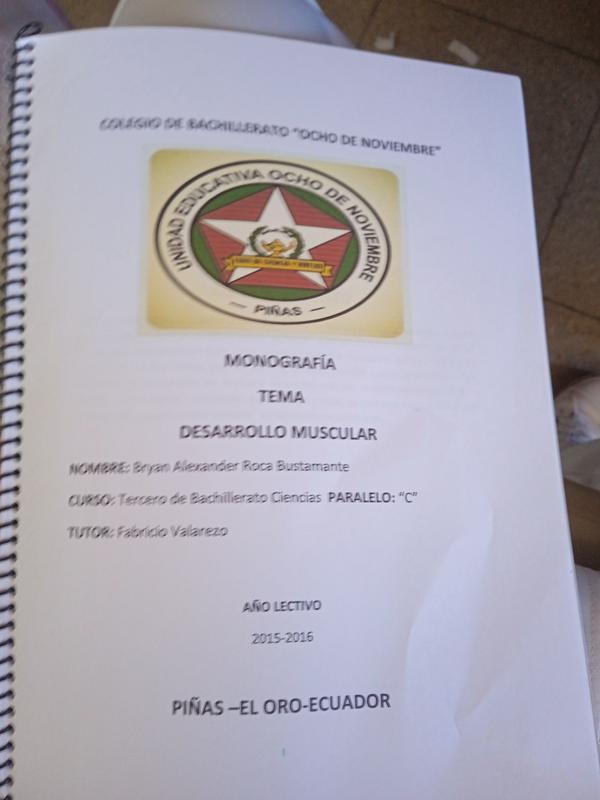 COLEGIO DE BACHILLERATO "OCHO DE NOVIEMBRE"
UNIDAD EDUCATIVA OCHO DE NOVIEMBRE
— PIÑAS —
MONOGRAFÍA
TEMA
DESARROLLO MUSCULAR
NOMBRE: Bryan Alexander Roca Bustamante
CURSO: Tercero de Bachillerato Ciencias PARALELO: "C"
TUTOR: Fabricio Valarezo
AÑO LECTIVO
2015-2016
PIÑAS –EL ORO-ECUADOR